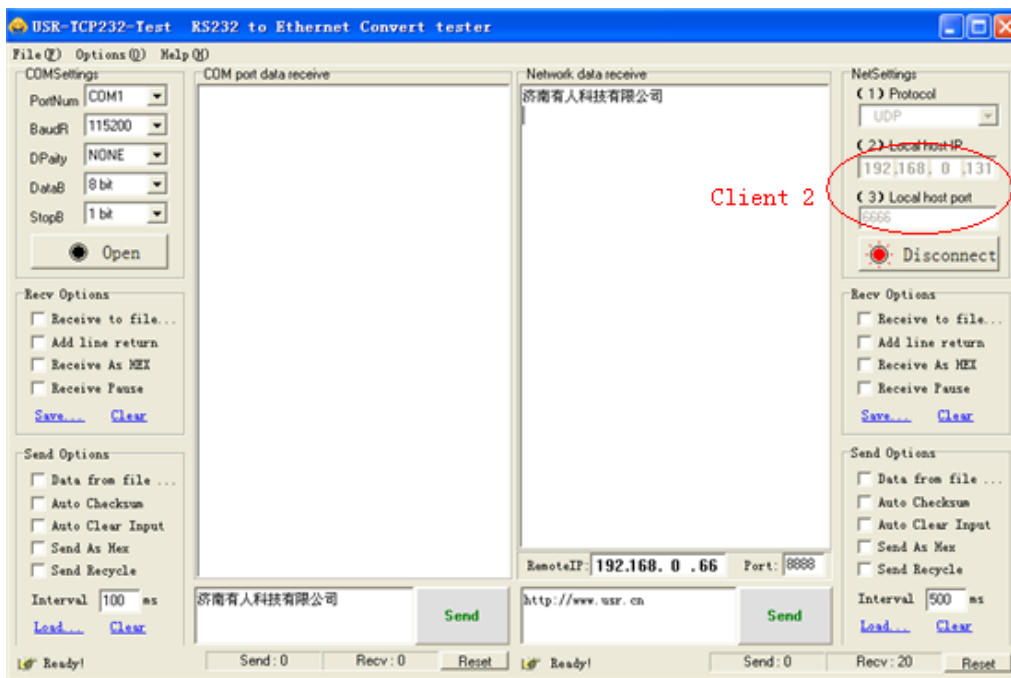 USR-TCP232-Test RS232 to Ethernet Convert tester
File(F) Options(O) Help(H)
COMSettings
PortNum COM1
BaudR 115200
DPaity NONE
DataB 8 bit
StopB 1 bit
Open
Recv Options
Receive to file...
Add line return
Receive As HEX
Receive Pause
Save... Clear
Send Options
Data from file ...
Auto Checksum
Auto Clear Input
Send As Hex
Send Recycle
Interval 100 ms
Load... Clear
Ready!
COM port data receive
济南有人科技有限公司
Send
Send : 0 Recv : 0 Reset
Network data receive
济南有人科技有限公司
RemoteIP: 192.168. 0 .66 Port: 8888
http://www.usr.cn
Send
Ready! Send : 0 Recv : 20 Reset
Client 2
NetSettings
(1) Protocol
UDP
(2) Local host IP
192.168. 0 .131
(3) Local host port
6666
Disconnect
Recv Options
Receive to file...
Add line return
Receive As HEX
Receive Pause
Save... Clear
Send Options
Data from file ...
Auto Checksum
Auto Clear Input
Send As Hex
Send Recycle
Interval 500 ms
Load... Clear